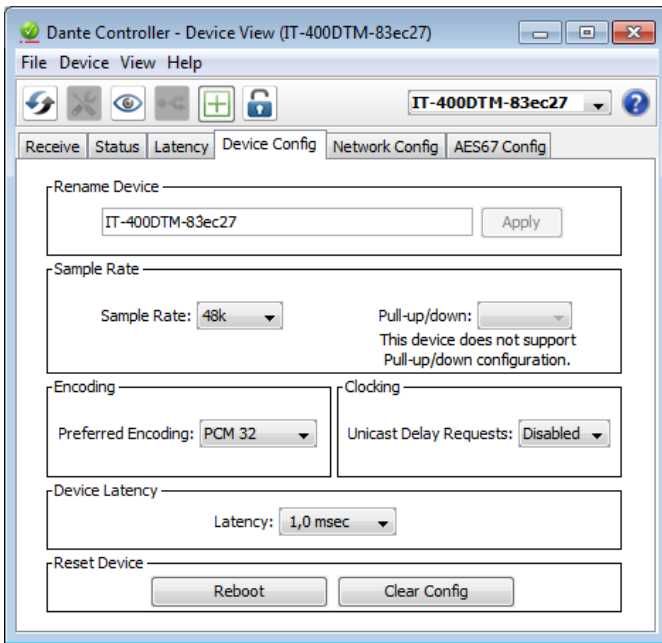 Dante Controller - Device View (IT-400DTM-83ec27)
File Device View Help
IT-400DTM-83ec27
Receive Status Latency Device Config Network Config AES67 Config
Rename Device
IT-400DTM-83ec27 Apply
Sample Rate
Sample Rate: 48k Pull-up/down:
This device does not support
Pull-up/down configuration.
Encoding Clocking
Preferred Encoding: PCM 32 Unicast Delay Requests: Disabled
Device Latency
Latency: 1,0 msec
Reset Device
Reboot Clear Config